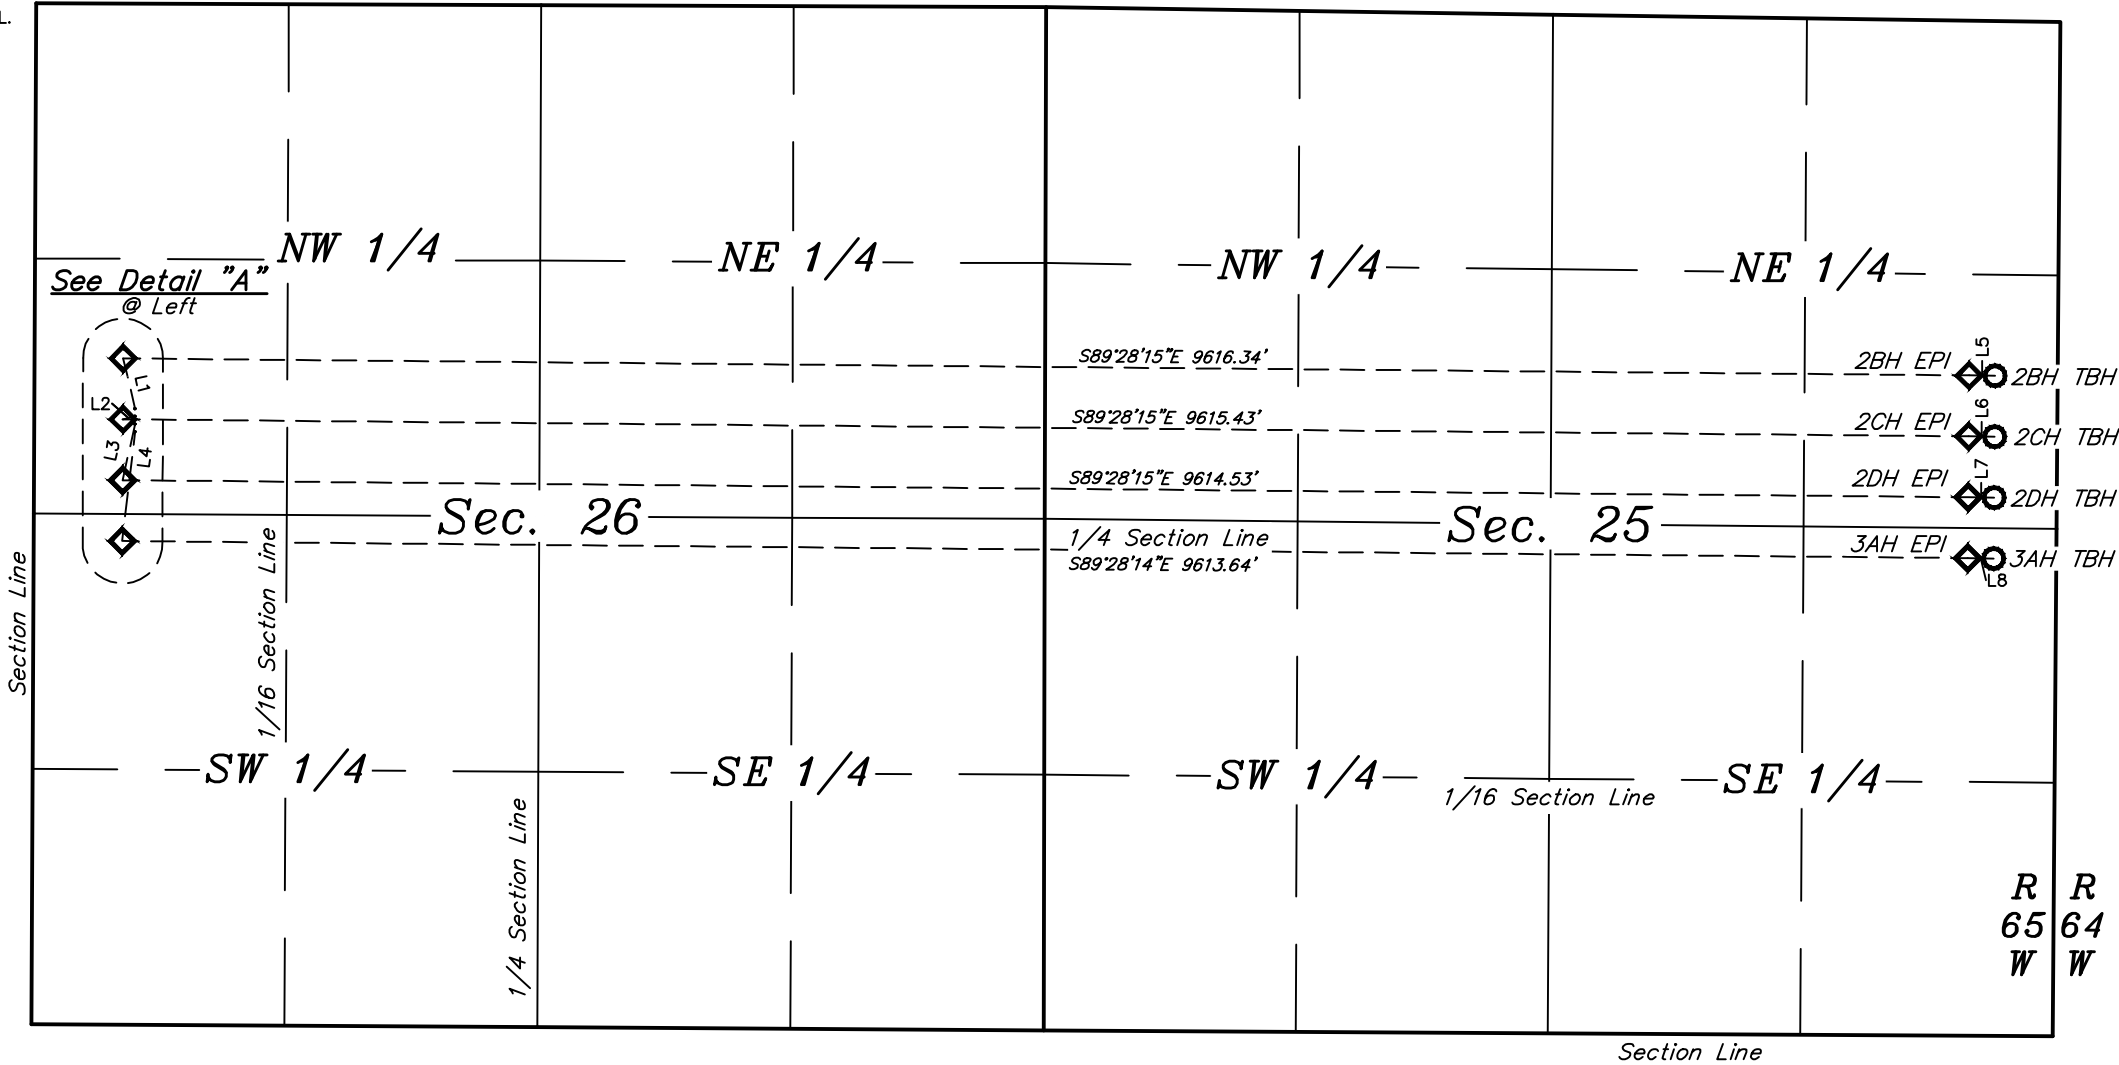 L.
NW 1/4
NE 1/4
NW 1/4
NE 1/4
See Detail "A"
@ Left
S89°28'15"E 9616.34'
2BH EPI
L5
2BH TBH
L1
L2
S89°28'15"E 9615.43'
2CH EPI
L6
2CH TBH
L3
L4
S89°28'15"E 9614.53'
2DH EPI
L7
2DH TBH
Sec. 26
Sec. 25
1/4 Section Line
S89°28'14"E 9613.64'
3AH EPI
3AH TBH
L8
Section Line
1/16 Section Line
SW 1/4
SE 1/4
SW 1/4
SE 1/4
1/16 Section Line
1/4 Section Line
R R
65 64
W W
Section Line